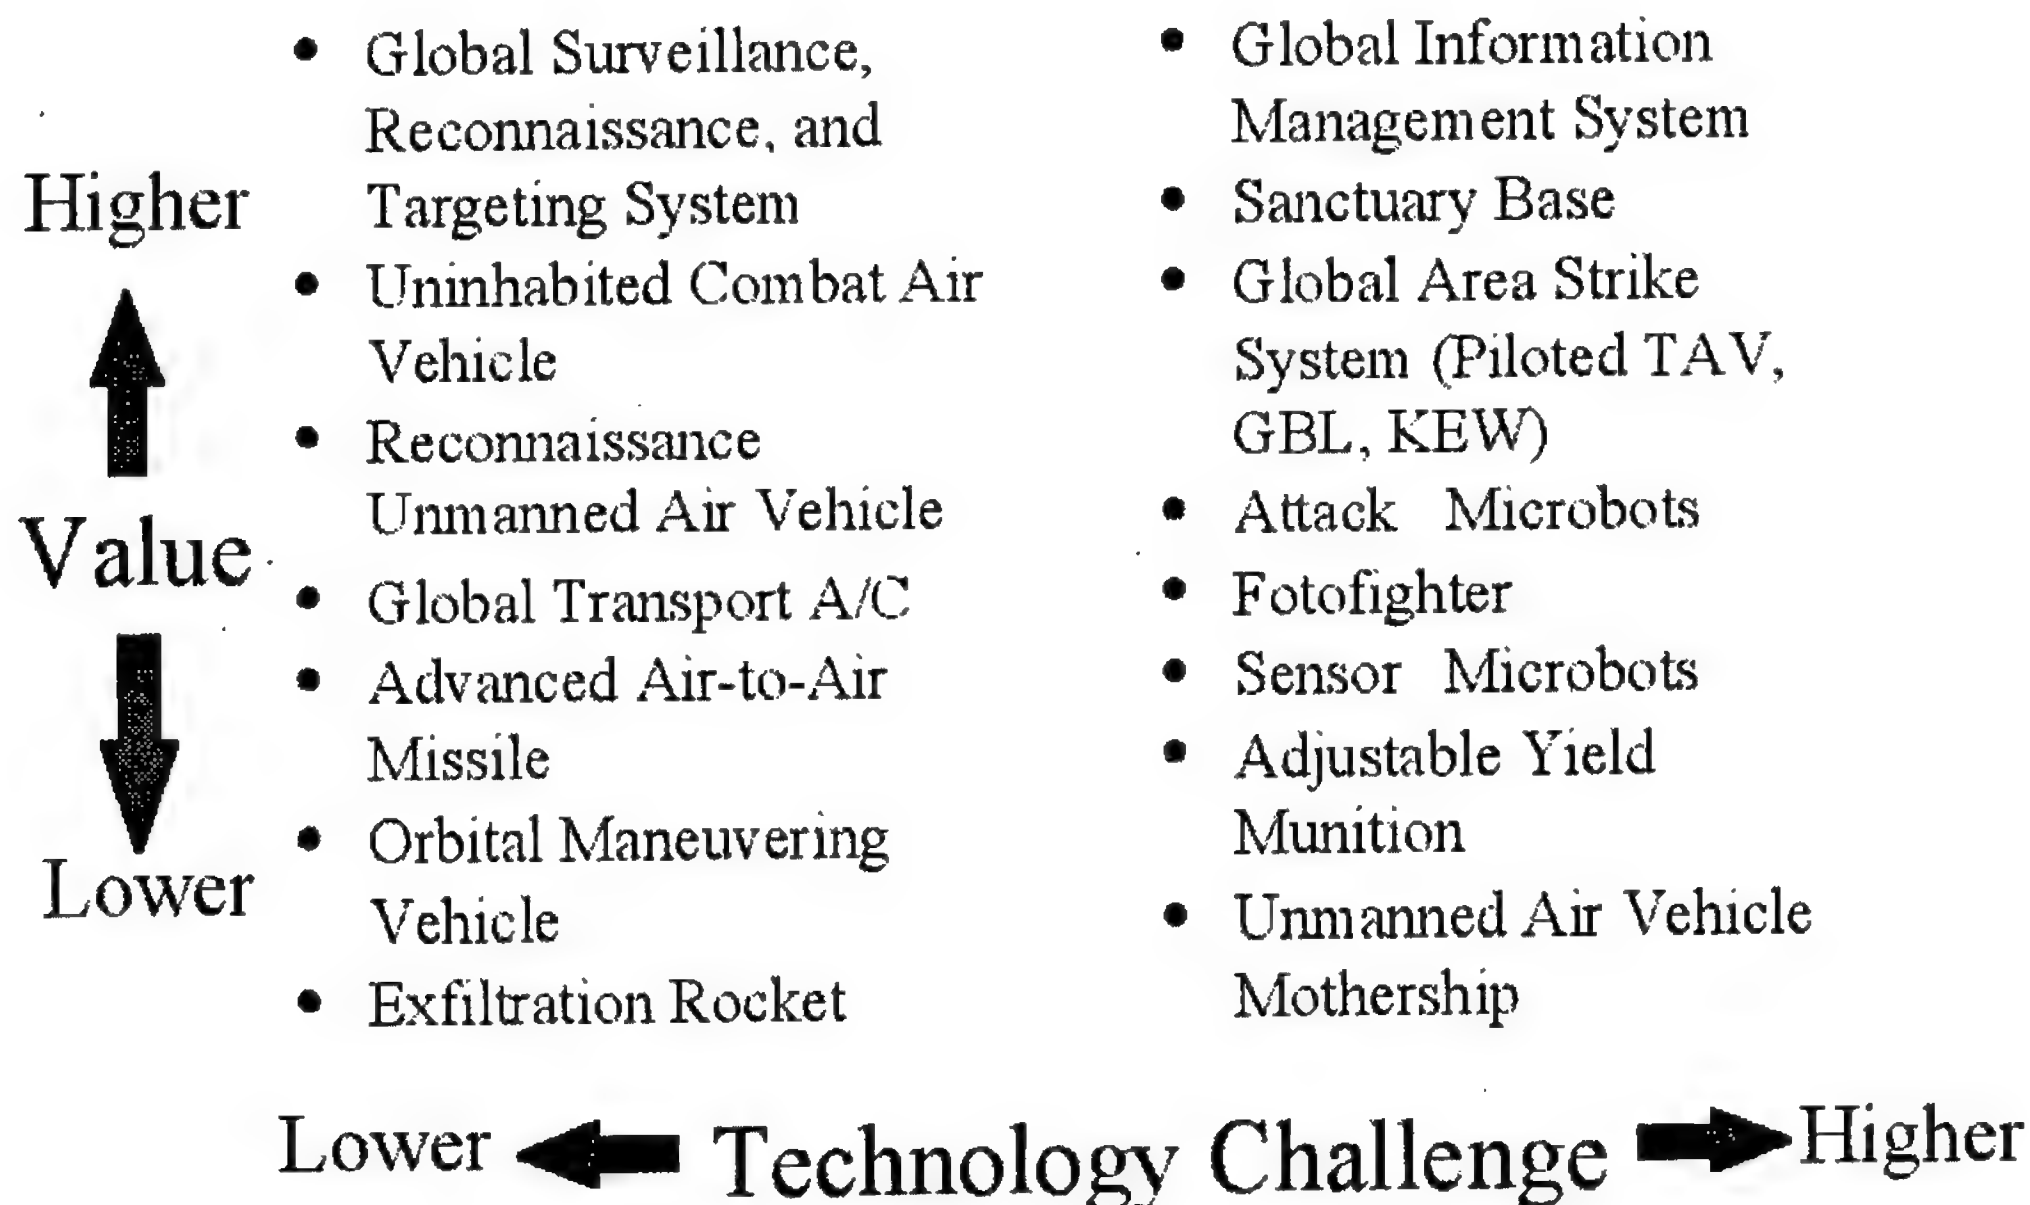 Higher
Value
Lower
• Global Surveillance,
Reconnaissance, and
Targeting System
• Uninhabited Combat Air
Vehicle
• Reconnaissance
Unmanned Air Vehicle
• Global Transport A/C
• Advanced Air-to-Air
Missile
• Orbital Maneuvering
Vehicle
• Exfiltration Rocket
• Global Information
Management System
• Sanctuary Base
• Global Area Strike
System (Piloted TAV,
GBL, KEW)
• Attack Microbots
• Fotofighter
• Sensor Microbots
• Adjustable Yield
Munition
• Unmanned Air Vehicle
Mothership
Lower Technology Challenge Higher